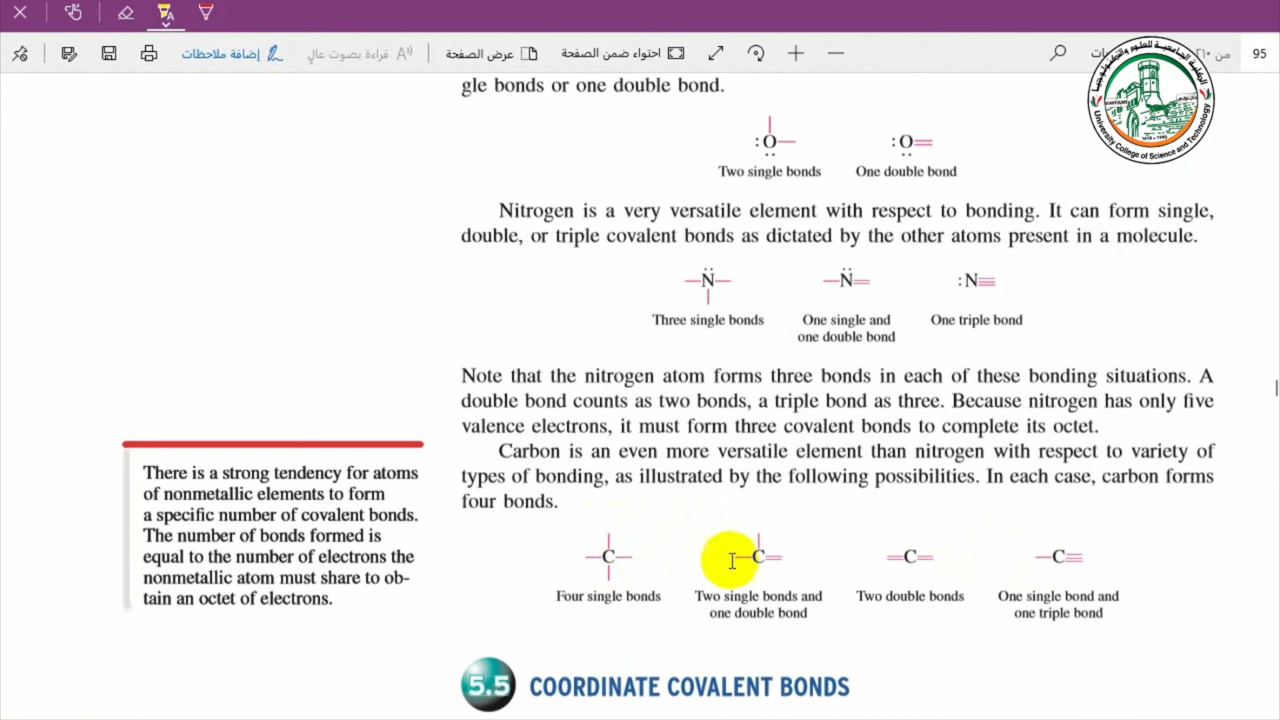 إضافة ملاحظات
قراءة بصوت عالٍ
عرض الصفحة
احتواء ضمن الصفحة
من
95
الكلية الجامعية للعلوم والتكنولوجيا
University College of Science and Technology
1410 - 1990
gle bonds or one double bond.
:O
Two single bonds
:O
One double bond
Nitrogen is a very versatile element with respect to bonding. It can form single,
double, or triple covalent bonds as dictated by the other atoms present in a molecule.
N
N
:N
Three single bonds
One single and
one double bond
One triple bond
Note that the nitrogen atom forms three bonds in each of these bonding situations. A
double bond counts as two bonds, a triple bond as three. Because nitrogen has only five
valence electrons, it must form three covalent bonds to complete its octet.
Carbon is an even more versatile element than nitrogen with respect to variety of
types of bonding, as illustrated by the following possibilities. In each case, carbon forms
four bonds.
There is a strong tendency for atoms
of nonmetallic elements to form
a specific number of covalent bonds.
The number of bonds formed is
equal to the number of electrons the
nonmetallic atom must share to ob-
tain an octet of electrons.
C
C
C
C
Four single bonds
Two single bonds and
one double bond
Two double bonds
One single bond and
one triple bond
5.5 COORDINATE COVALENT BONDS